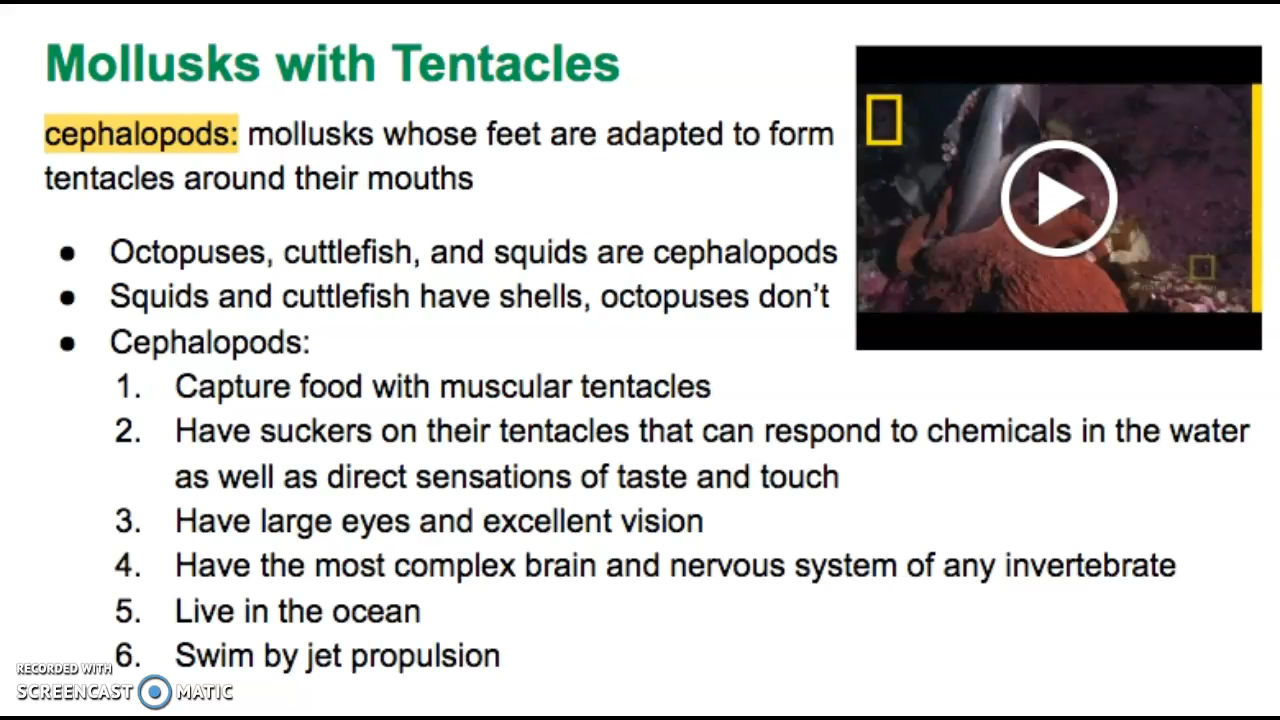 Mollusks with Tentacles
cephalopods: mollusks whose feet are adapted to form
tentacles around their mouths
● Octopuses, cuttlefish, and squids are cephalopods
● Squids and cuttlefish have shells, octopuses don't
● Cephalopods:
1. Capture food with muscular tentacles
2. Have suckers on their tentacles that can respond to chemicals in the water
as well as direct sensations of taste and touch
3. Have large eyes and excellent vision
4. Have the most complex brain and nervous system of any invertebrate
5. Live in the ocean
6. Swim by jet propulsion
RECORDED WITH
SCREENCAST MATIC